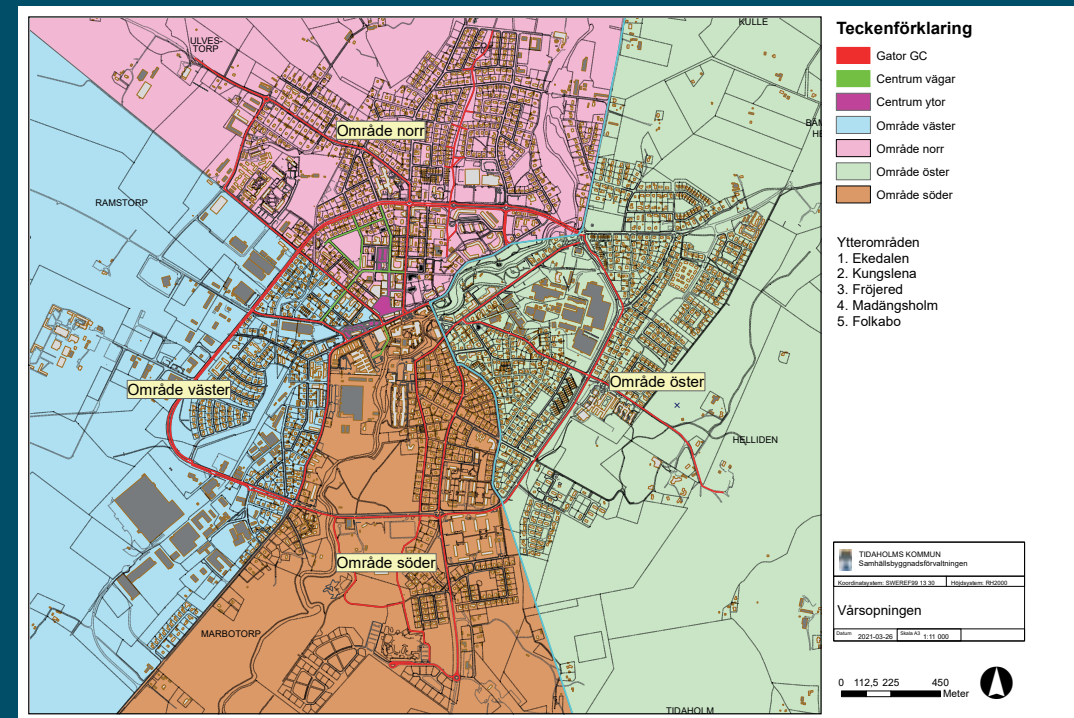 KULLE
ULVES-
TORP
Område norr
RAMSTORP
Område väster
Område öster
HELLIDEN
Område söder
MARBOTORP
TIDAHOLM
Teckenförklaring
Gator GC
Centrum vägar
Centrum ytor
Område väster
Område norr
Område öster
Område söder
Ytterområden
1. Ekedalen
2. Kungslena
3. Fröjered
4. Madängsholm
5. Folkabo
TIDAHOLMS KOMMUN
Samhällsbyggnadsförvaltningen
Koordinatsystem: SWEREF99 13 30 Höjdsystem: RH2000
Vårsopningen
Datum 2021-03-26 Skala A3 1:11 000
0 112,5 225 450
Meter